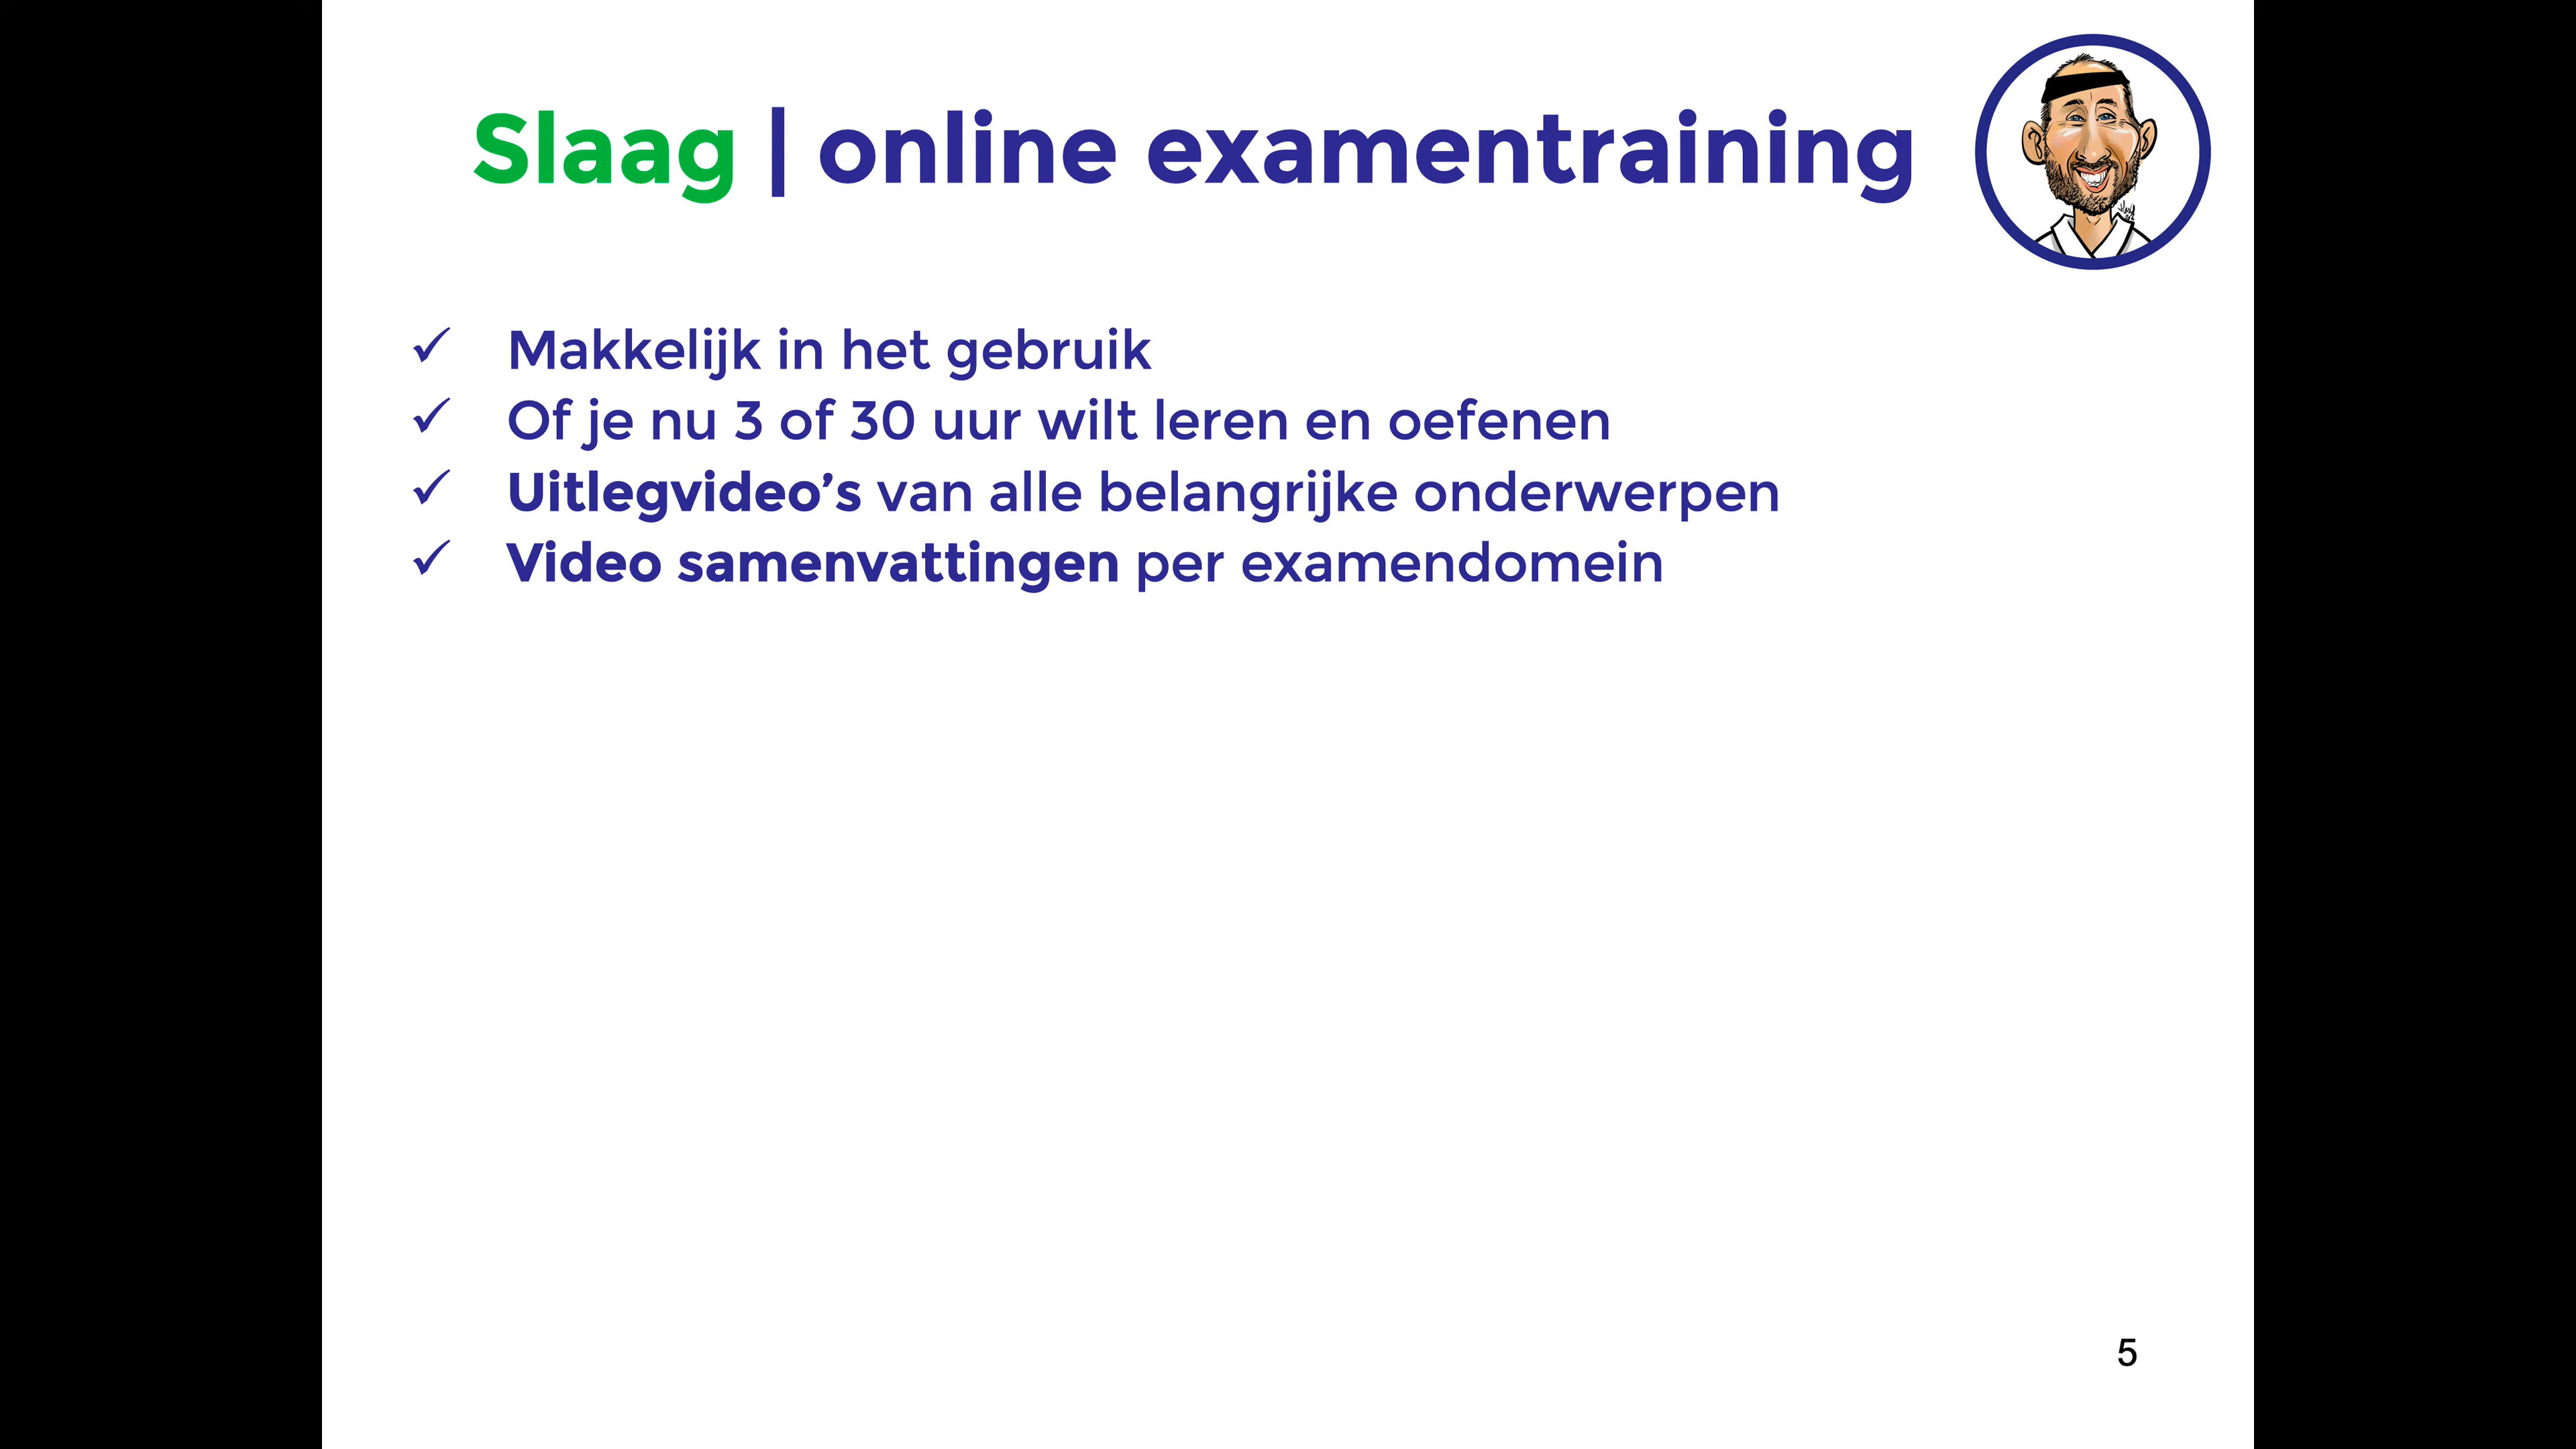 Slaag | online examentraining
✓ Makkelijk in het gebruik
✓ Of je nu 3 of 30 uur wilt leren en oefenen
✓ Uitlegvideo’s van alle belangrijke onderwerpen
✓ Video samenvattingen per examendomein
5